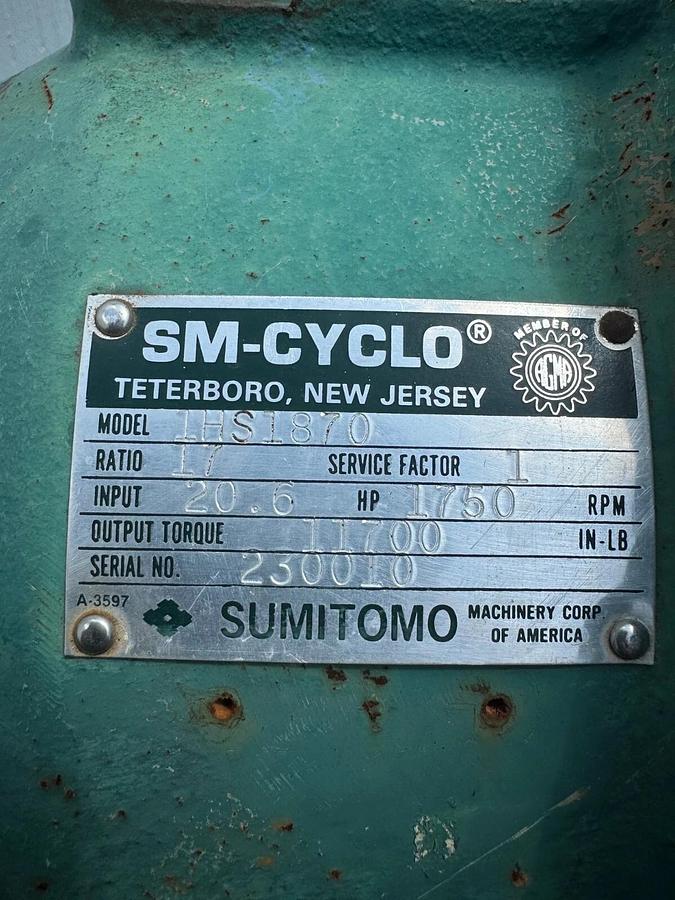 SM-CYCLO®
MEMBER OF
AGMA
TETERBORO, NEW JERSEY
MODEL 1HS1870
RATIO 17 SERVICE FACTOR 1
INPUT 20.6 HP 1750 RPM
OUTPUT TORQUE 11700 IN-LB
SERIAL NO. 230010
A-3597
SUMITOMO MACHINERY CORP.
OF AMERICA